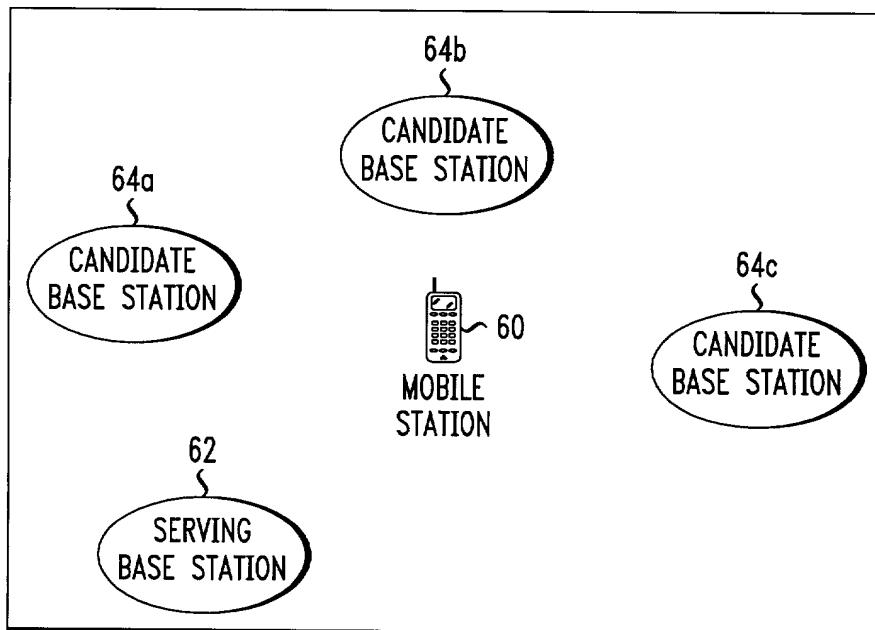 64b
CANDIDATE
BASE STATION
64a
CANDIDATE
BASE STATION
64c
CANDIDATE
BASE STATION
60
MOBILE
STATION
62
SERVING
BASE STATION